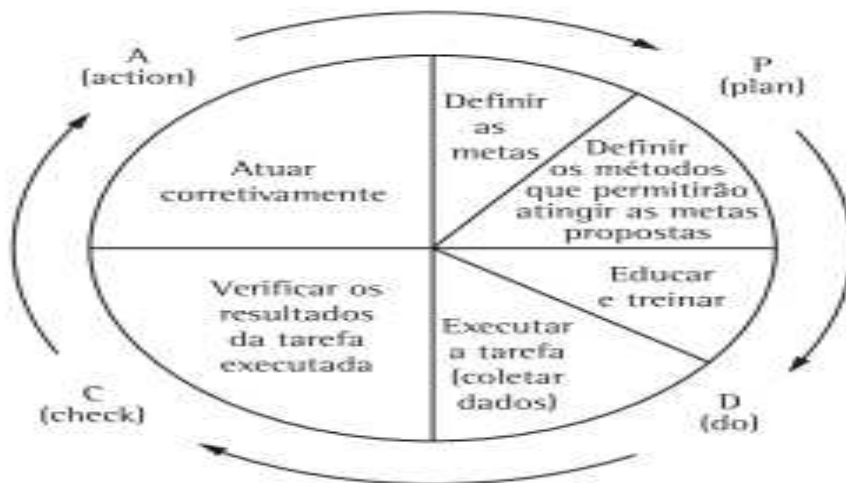 A
(action)
P
(plan)
Definir
as
metas
Definir
os métodos
que permitirão
atingir as metas
propostas
Atuar
corretivamente
Educar
e treinar
Verificar os
resultados
da tarefa
executada
Executar
a tarefa
(coletar
dados)
C
(check)
D
(do)